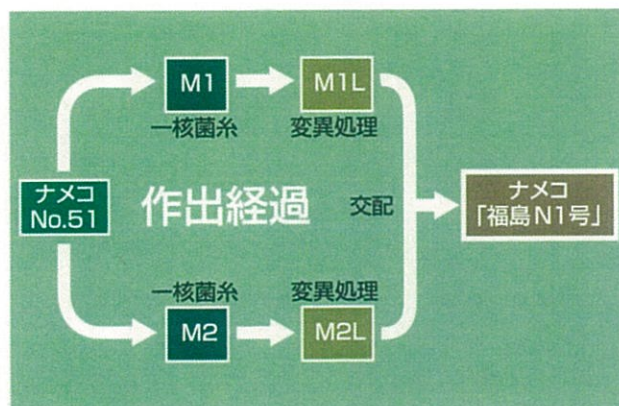 M1
M1L
一核菌糸
変異処理
ナメコ
No.51
作出経過
交配
ナメコ
「福島N1号」
一核菌糸
変異処理
M2
M2L